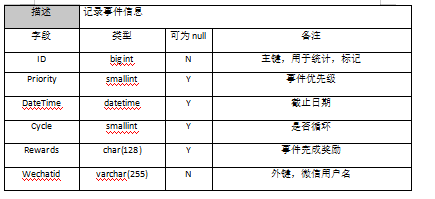 描述 记录事件信息
字段 类型 可为 null 备注
ID bigint N 主键，用于统计，标记
Priority smallint Y 事件优先级
DateTime datetime Y 截止日期
Cycle smallint Y 是否循环
Rewards char(128) Y 事件完成奖励
Wechatid varchar(255) N 外键，微信用户名